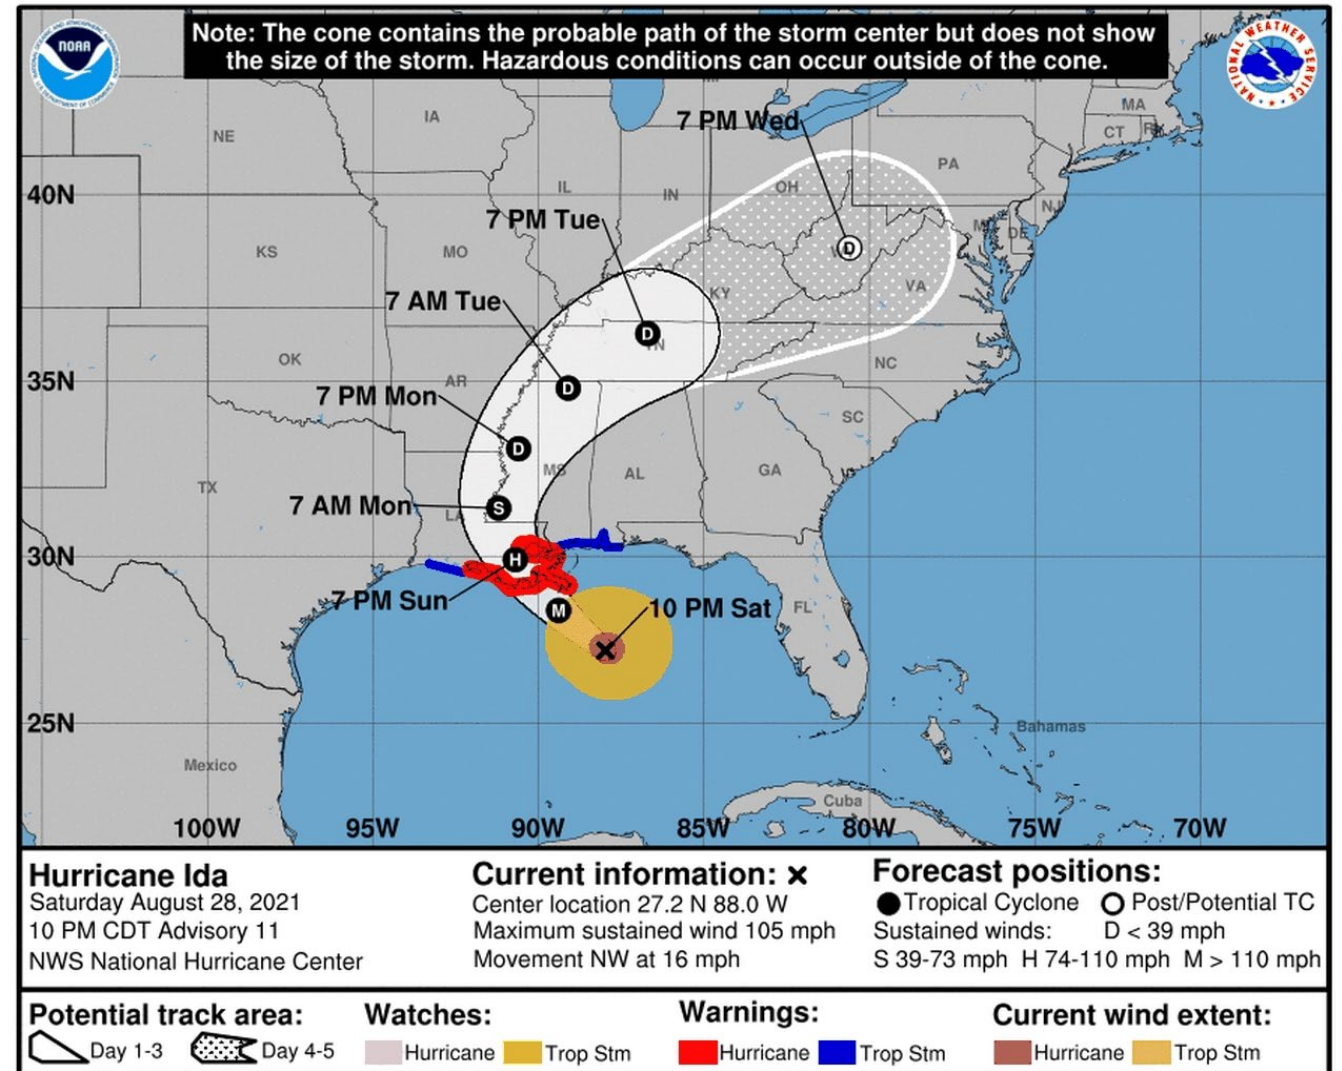 Note: The cone contains the probable path of the storm center but does not show
the size of the storm. Hazardous conditions can occur outside of the cone.
NOAA
NATIONAL WEATHER SERVICE
7 PM Wed
MA
CT
NE
IA
PA
40N
IL
IN
OH
NJ
7 PM Tue
DE
KS
MO
D
7 AM Tue
KY
VA
D
TN
OK
NC
35N
AR
D
7 PM Mon
SC
D
MS
AL
GA
TX
7 AM Mon
S
LA
30N
H
7 PM Sun
M
10 PM Sat
FL
25N
Bahamas
Mexico
Cuba
100W
95W
90W
85W
80W
75W
70W
Hurricane Ida
Saturday August 28, 2021
10 PM CDT Advisory 11
NWS National Hurricane Center
Current information: x
Center location 27.2 N 88.0 W
Maximum sustained wind 105 mph
Movement NW at 16 mph
Forecast positions:
Tropical Cyclone
Post/Potential TC
Sustained winds:
D < 39 mph
S 39-73 mph
H 74-110 mph
M > 110 mph
Potential track area:
Day 1-3
Day 4-5
Watches:
Hurricane
Trop Stm
Warnings:
Hurricane
Trop Stm
Current wind extent:
Hurricane
Trop Stm